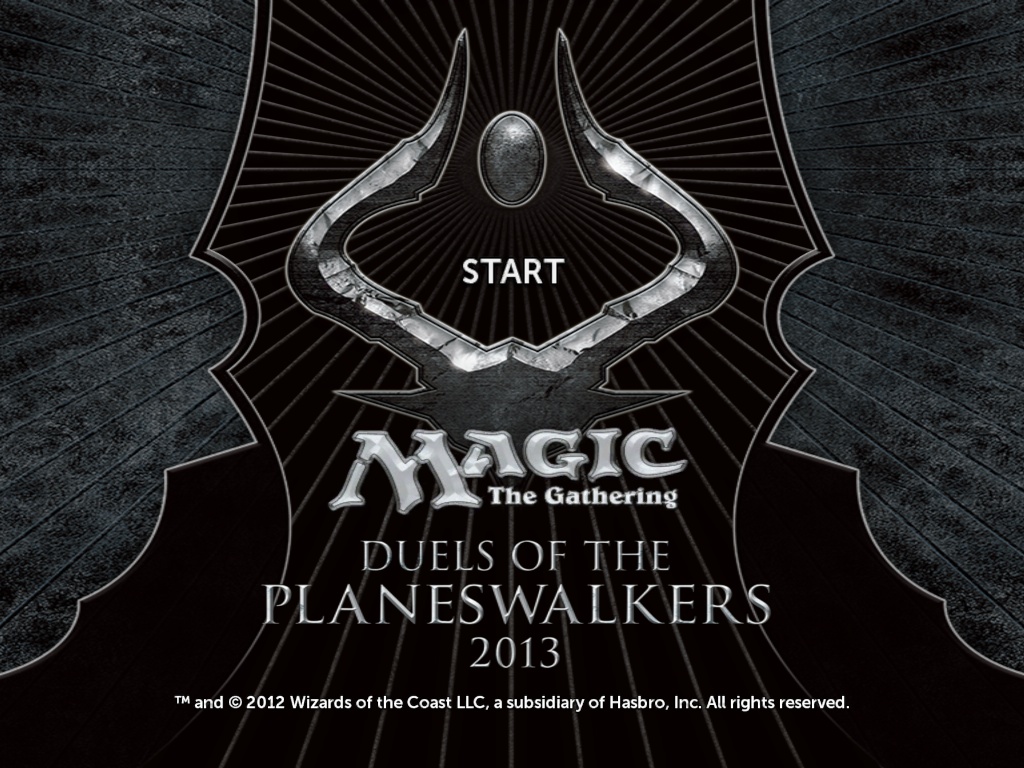 START
MAGIC
The Gathering
DUELS OF THE
PLANESWALKERS
2013
™ and © 2012 Wizards of the Coast LLC, a subsidiary of Hasbro, Inc. All rights reserved.